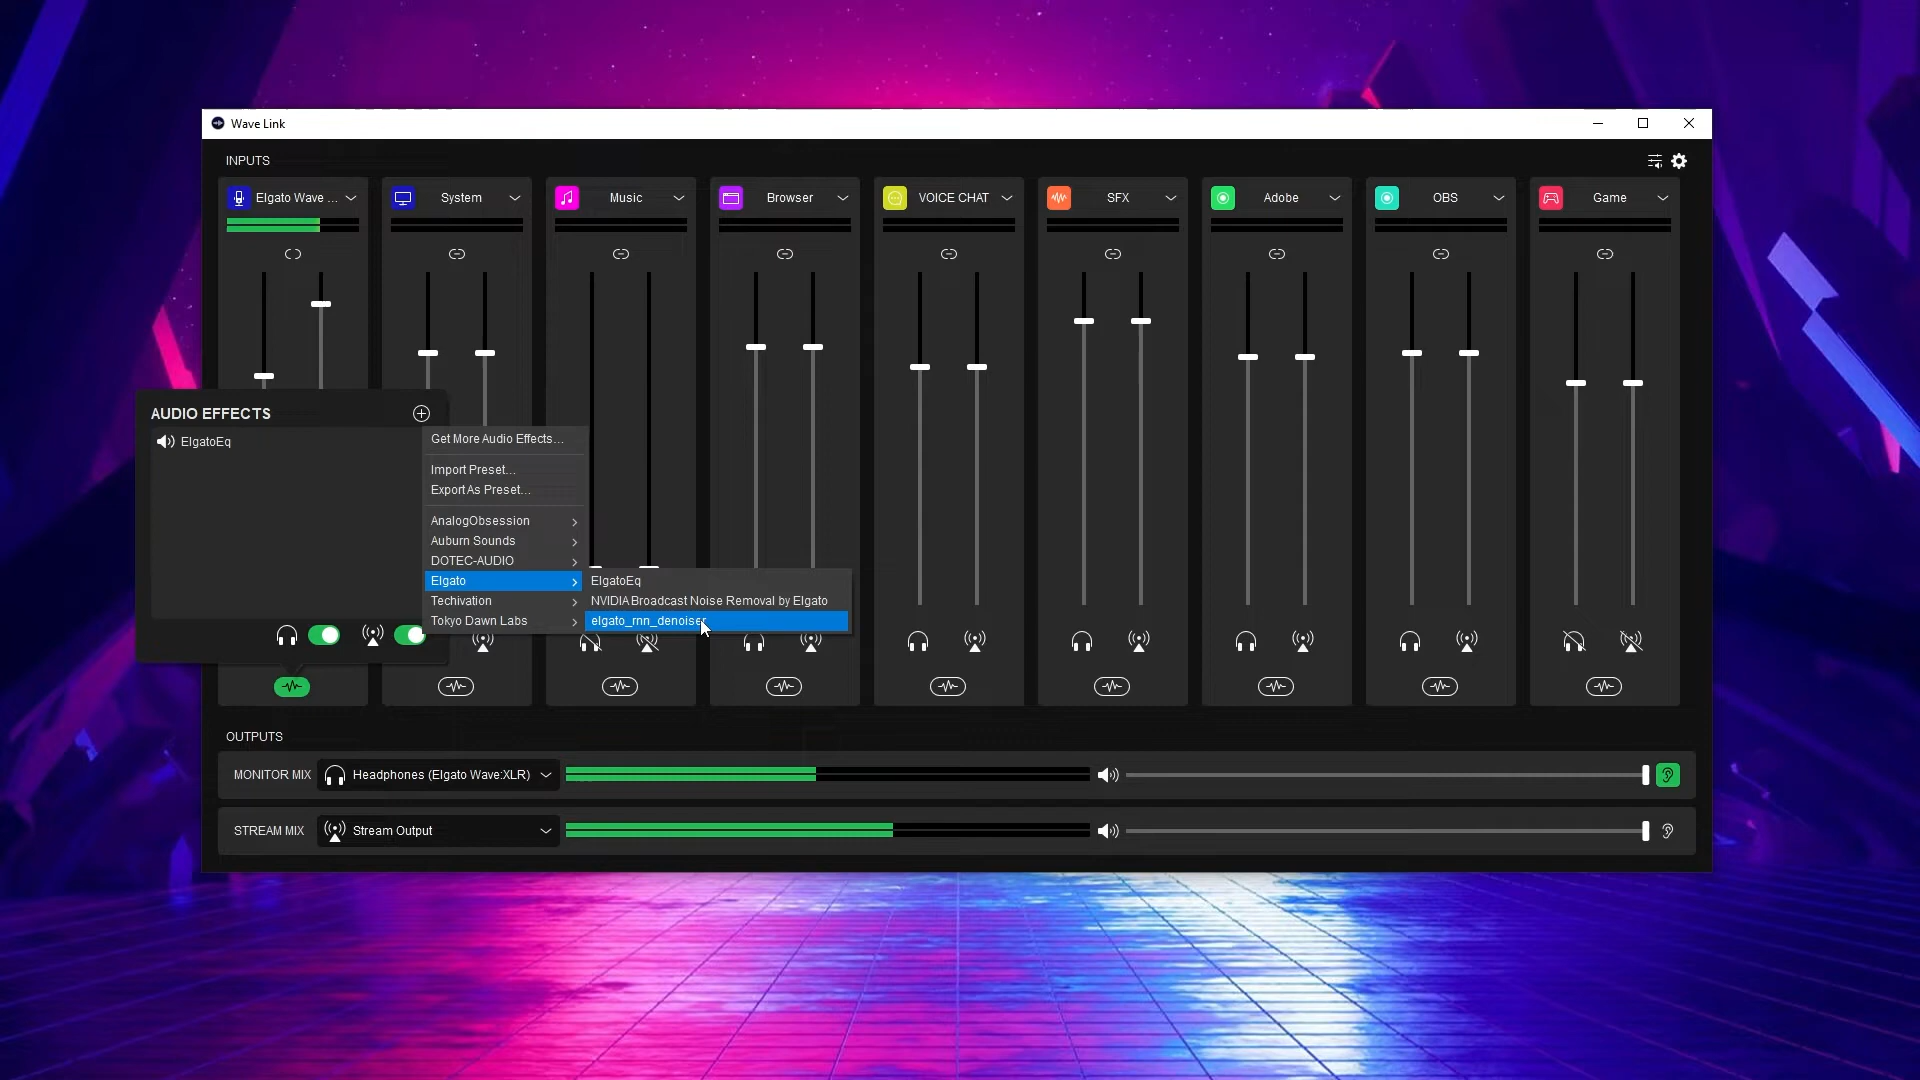 Wave Link
INPUTS
Elgato Wave ...
System
Music
Browser
VOICE CHAT
SFX
Adobe
OBS
Game
AUDIO EFFECTS
ElgatoEq
Get More Audio Effects...
Import Preset...
Export As Preset...
AnalogObsession
Auburn Sounds
DOTEC-AUDIO
Elgato
Techivation
Tokyo Dawn Labs
ElgatoEq
NVIDIA Broadcast Noise Removal by Elgato
elgato_rnn_denoiser
OUTPUTS
MONITOR MIX
Headphones (Elgato Wave:XLR)
STREAM MIX
Stream Output